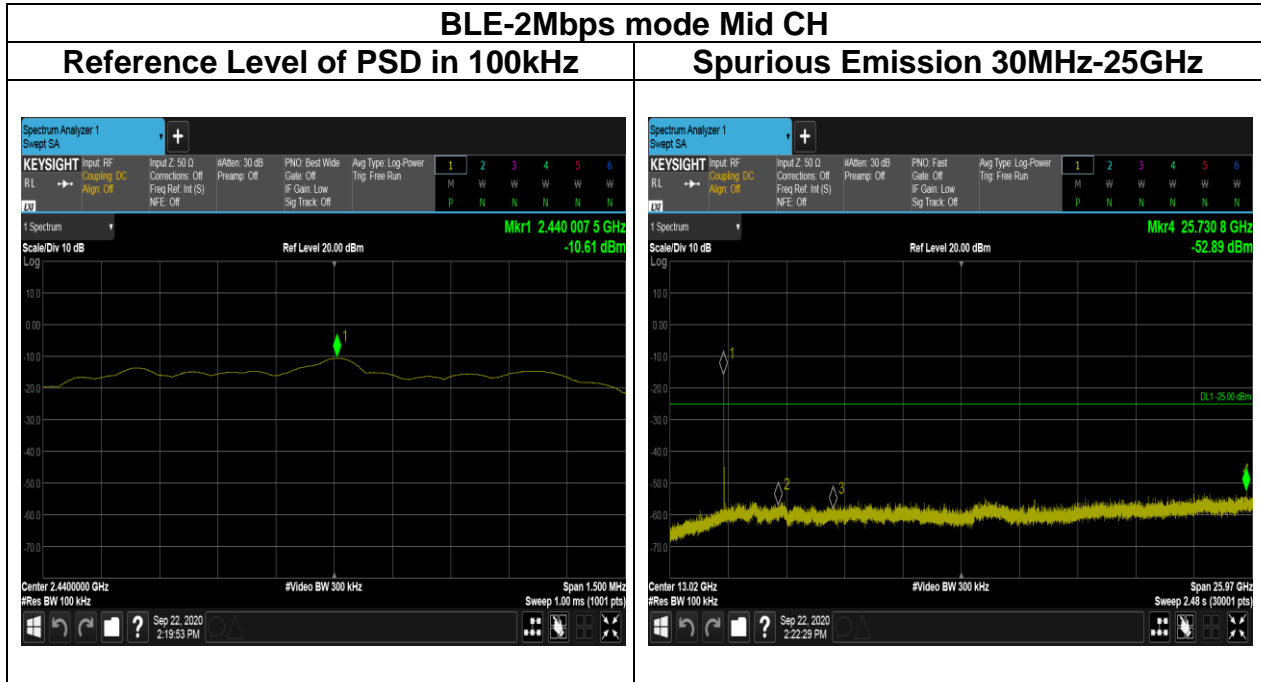 BLE-2Mbps mode Mid CH
Reference Level of PSD in 100kHz
Spurious Emission 30MHz-25GHz
Spectrum Analyzer 1
Swept SA
+
KEYSIGHT Input: RF Input Z: 50 Ω #Atten: 30 dB PNO: Best Wide Avg Type: Log-Power 1 2 3 4 5 6
RL Coupling: DC Corrections: Off Preamp: Off Gate: Off Trig: Free Run M W W W W W
Align: Off Freq Ref: Int (S) IF Gain: Low P N N N N N
LXI NFE: Off Sig Track: Off
1 Spectrum
Mkr1 2.440 007 5 GHz
Scale/Div 10 dB Ref Level 20.00 dBm -10.61 dBm
Log
10.0
0.00
1
-10.0
-20.0
-30.0
-40.0
-50.0
-60.0
-70.0
Center 2.4400000 GHz #Video BW 300 kHz Span 1.500 MHz
#Res BW 100 kHz Sweep 1.00 ms (1001 pts)
? Sep 22, 2020
2:19:53 PM
Spectrum Analyzer 1
Swept SA
+
KEYSIGHT Input: RF Input Z: 50 Ω #Atten: 30 dB PNO: Fast Avg Type: Log-Power 1 2 3 4 5 6
RL Coupling: DC Corrections: Off Preamp: Off Gate: Off Trig: Free Run M W W W W W
Align: Off Freq Ref: Int (S) IF Gain: Low P N N N N N
LXI NFE: Off Sig Track: Off
1 Spectrum
Mkr4 25.730 8 GHz
Scale/Div 10 dB Ref Level 20.00 dBm -52.89 dBm
Log
10.0
0.00
1
-10.0
-20.0
DL1 -25.00 dBm
-30.0
-40.0
4
-50.0
2 3
-60.0
-70.0
Center 13.02 GHz #Video BW 300 kHz Span 25.97 GHz
#Res BW 100 kHz Sweep 2.48 s (30001 pts)
? Sep 22, 2020
2:22:29 PM